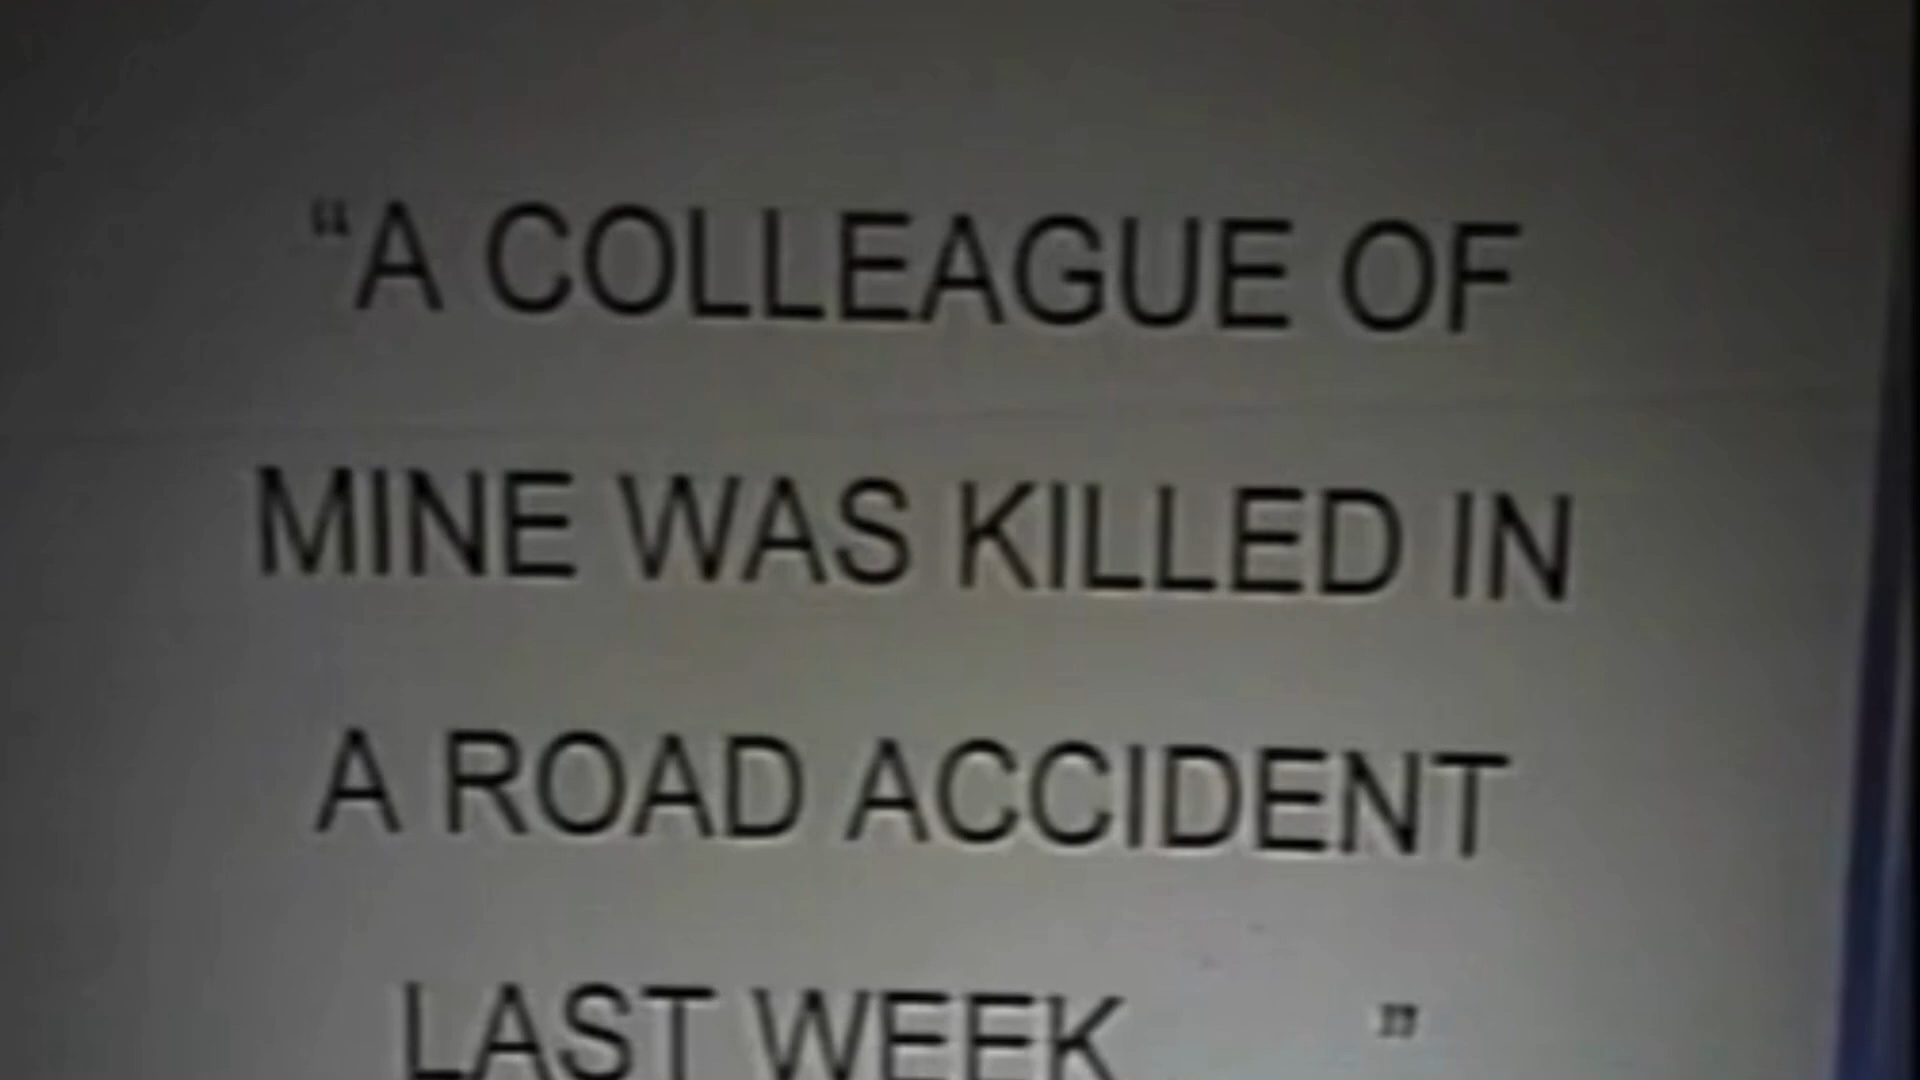 “A COLLEAGUE OF
MINE WAS KILLED IN
A ROAD ACCIDENT
LAST WEEK ”